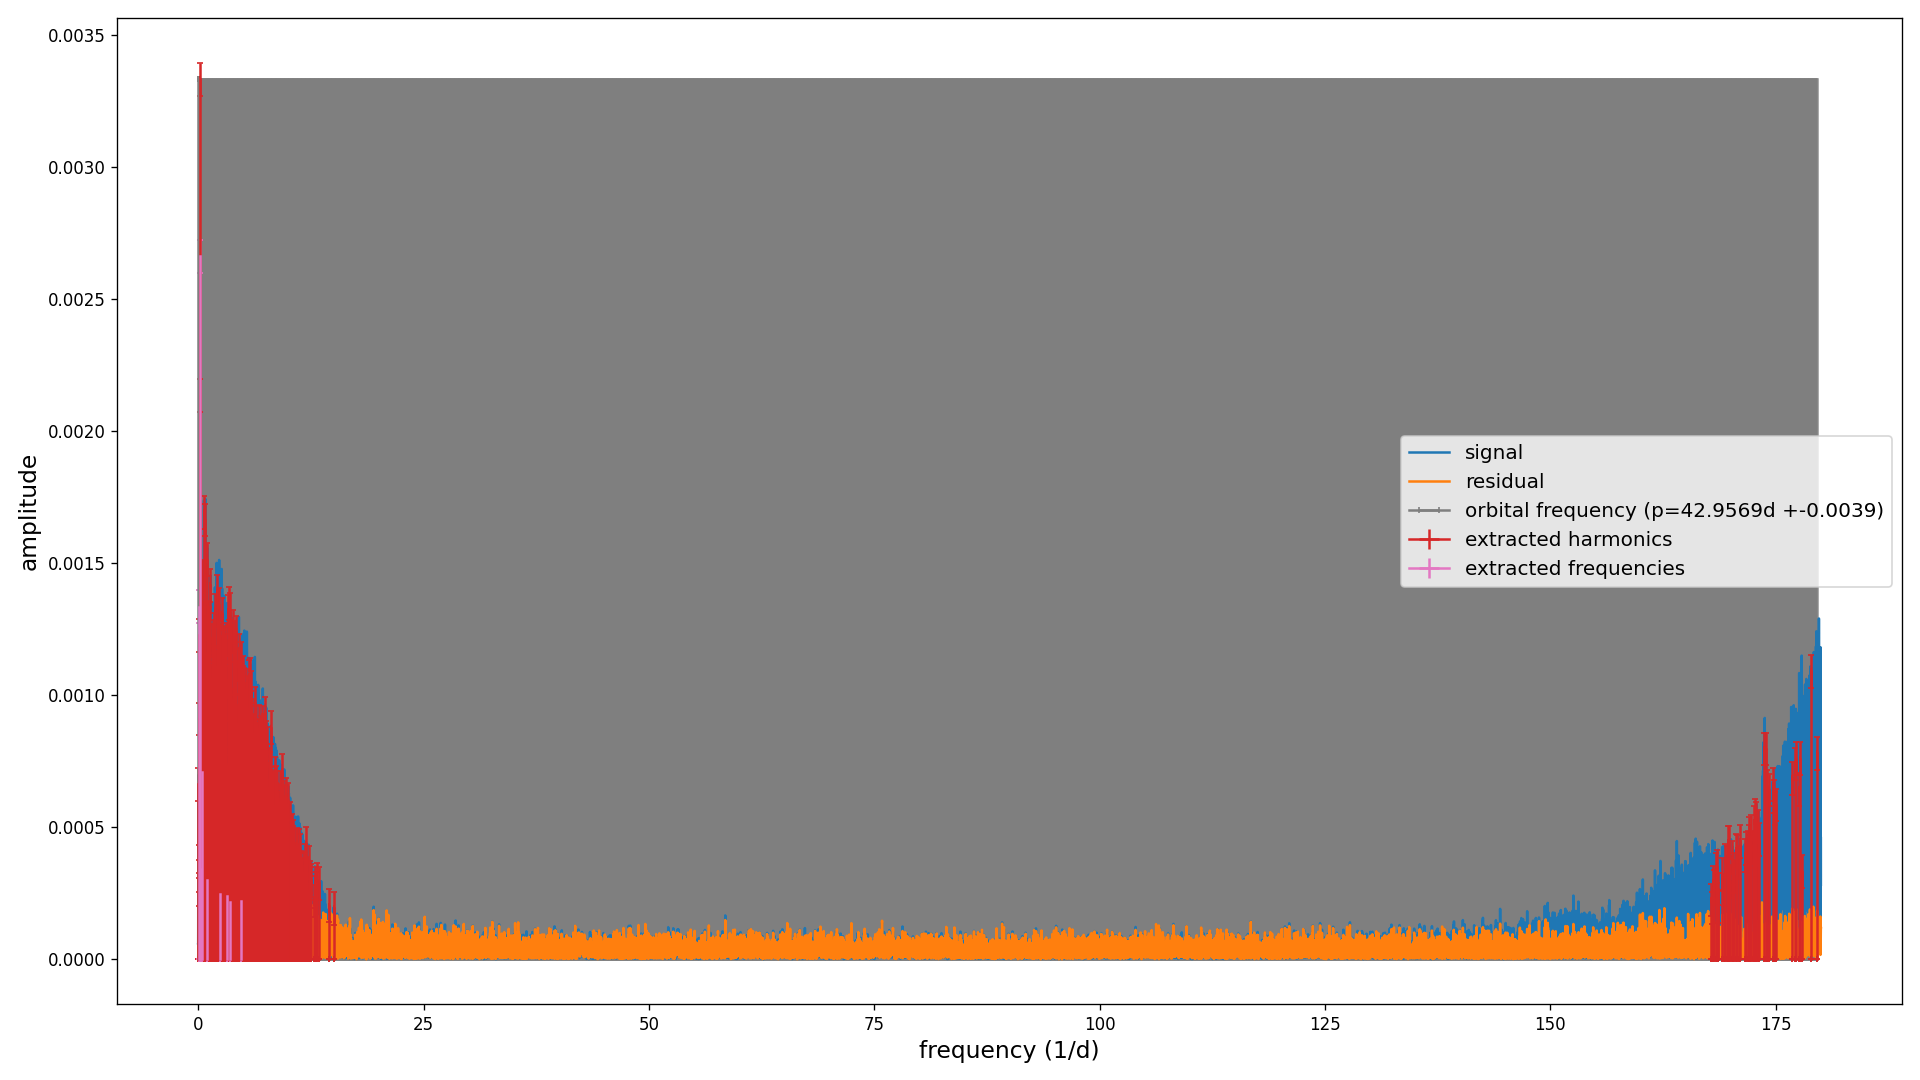 0.0035
0.0030
0.0025
0.0020
0.0015
0.0010
0.0005
0.0000
amplitude
signal
residual
orbital frequency (p=42.9569d +-0.0039)
extracted harmonics
extracted frequencies
0 25 50 75 100 125 150 175
frequency (1/d)